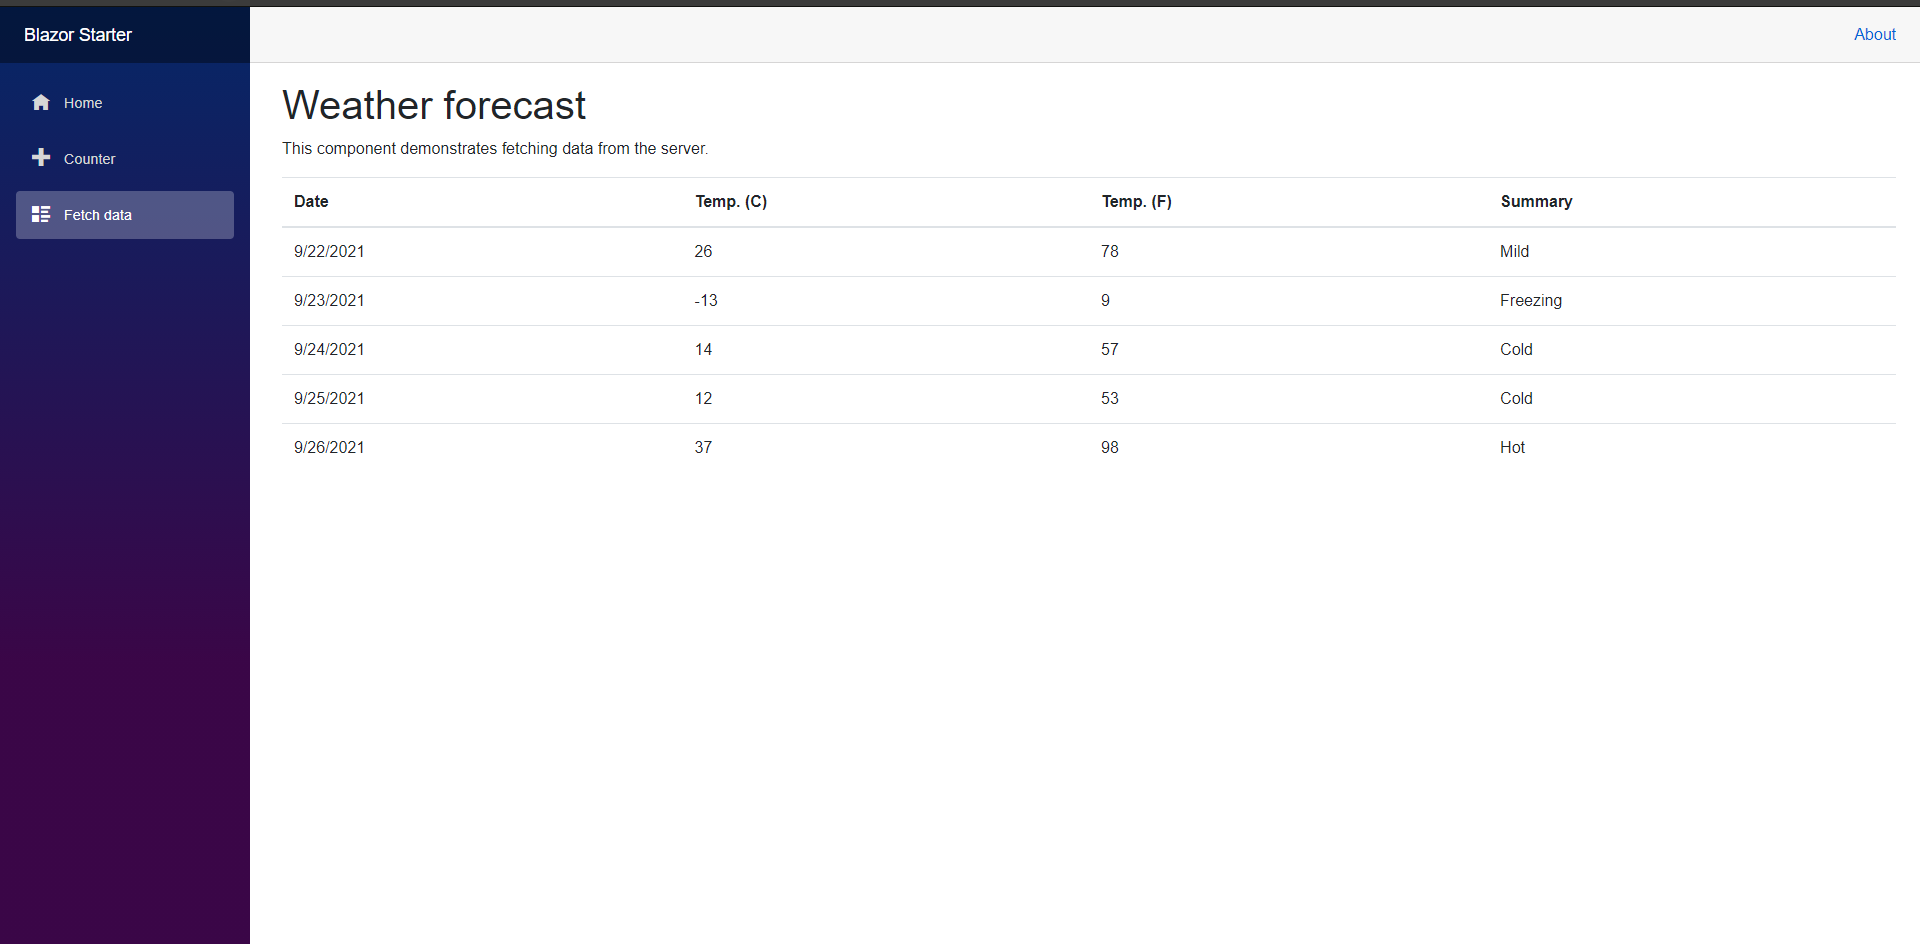 Blazor Starter
About
Home
Counter
Fetch data
Weather forecast
This component demonstrates fetching data from the server.
Date Temp. (C) Temp. (F) Summary
9/22/2021 26 78 Mild
9/23/2021 -13 9 Freezing
9/24/2021 14 57 Cold
9/25/2021 12 53 Cold
9/26/2021 37 98 Hot